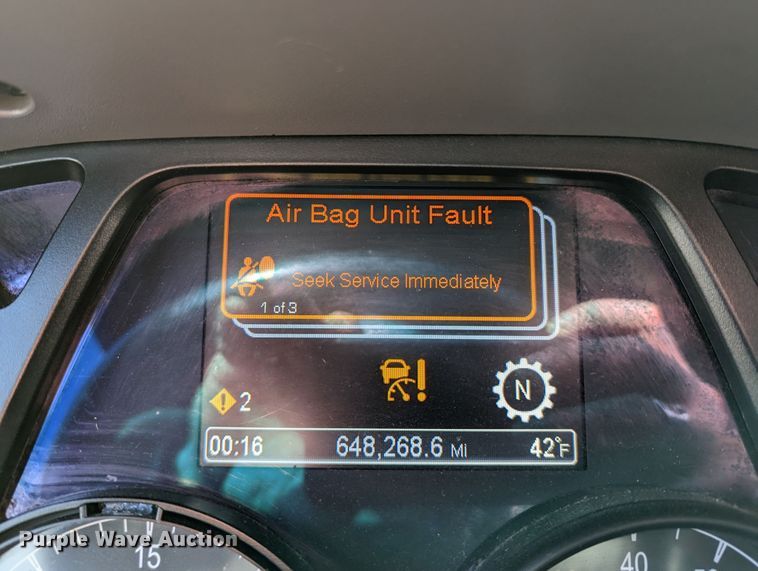 Air Bag Unit Fault
Seek Service Immediately
1 of 3
2
N
00:16 648,268.6 Mi 42°F
Purple Wave Auction
15
40